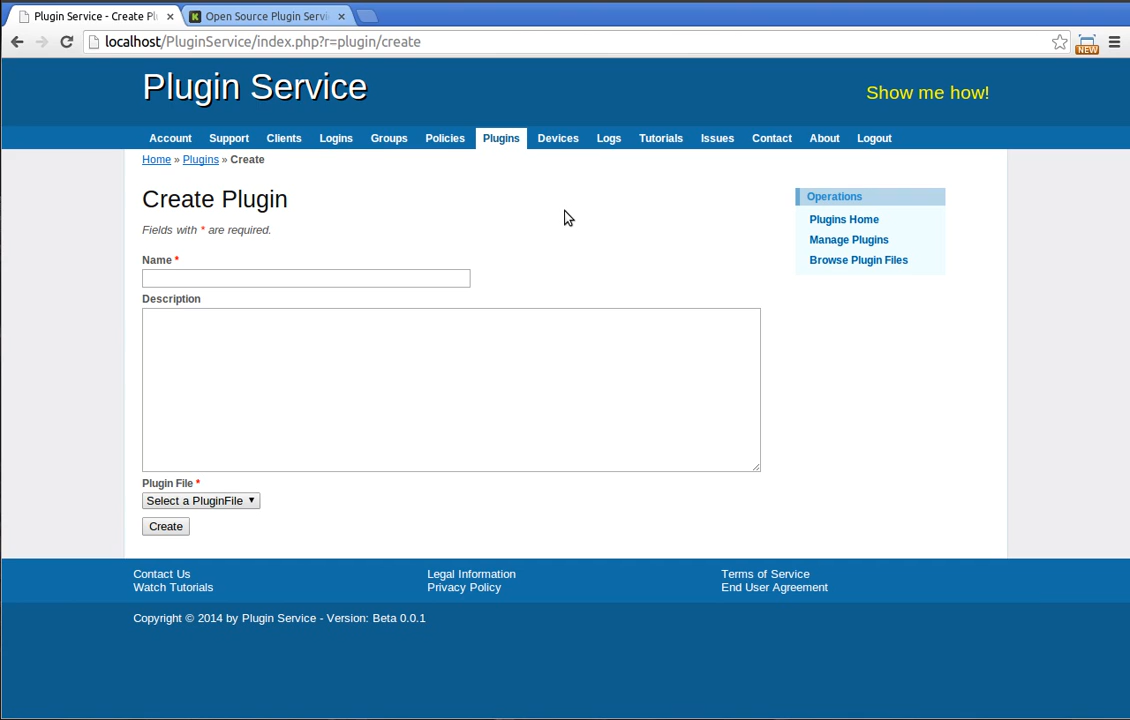 Plugin Service - Create Pl
Open Source Plugin Servi
localhost/PluginService/index.php?r=plugin/create
NEW
Plugin Service
Show me how!
Account Support Clients Logins Groups Policies Plugins Devices Logs Tutorials Issues Contact About Logout
Home » Plugins » Create
Create Plugin
Fields with * are required.
Name *
Description
Plugin File *
Select a PluginFile
Create
Operations
Plugins Home
Manage Plugins
Browse Plugin Files
Contact Us Legal Information Terms of Service
Watch Tutorials Privacy Policy End User Agreement
Copyright © 2014 by Plugin Service - Version: Beta 0.0.1